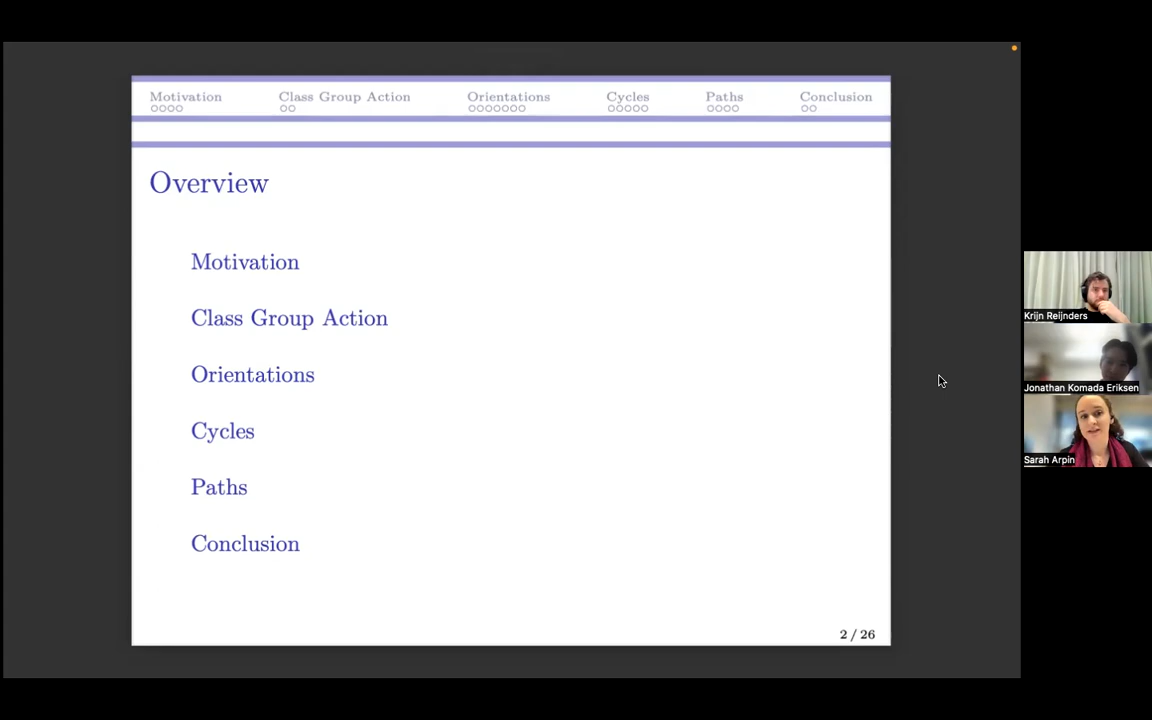 Motivation Class Group Action Orientations Cycles Paths Conclusion
Overview
Motivation
Class Group Action
Orientations
Cycles
Paths
Conclusion
2 / 26
Krijn Reijnders
Jonathan Komada Eriksen
Sarah Arpin